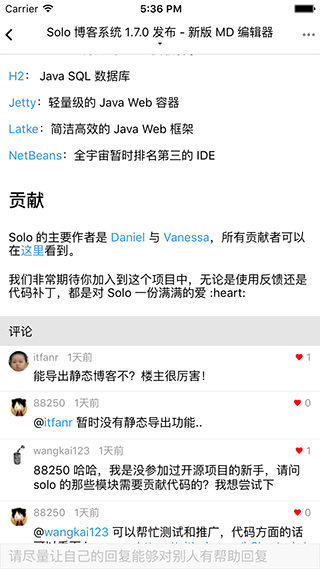 Carrier 5:36 PM
Solo 博客系统 1.7.0 发布 - 新版 MD 编辑器
H2： Java SQL 数据库
Jetty：轻量级的 Java Web 容器
Latke：简洁高效的 Java Web 框架
NetBeans：全宇宙暂时排名第三的 IDE
贡献
Solo 的主要作者是 Daniel 与 Vanessa，所有贡献者可以
在这里看到。
我们非常期待你加入到这个项目中，无论是使用反馈还是
代码补丁，都是对 Solo 一份满满的爱 :heart:
评论
itfanr 1天前 1
能导出静态博客不？楼主很厉害！
88250 1天前 0
@itfanr 暂时没有静态导出功能..
wangkai123 1天前 1
88250 哈哈，我是没参加过开源项目的新手，请问
solo 的那些模块需要贡献代码的？我想尝试下
88250 1天前 0
@wangkai123 可以帮忙测试和推广，代码方面的话
请尽量让自己的回复能够对别人有帮助回复